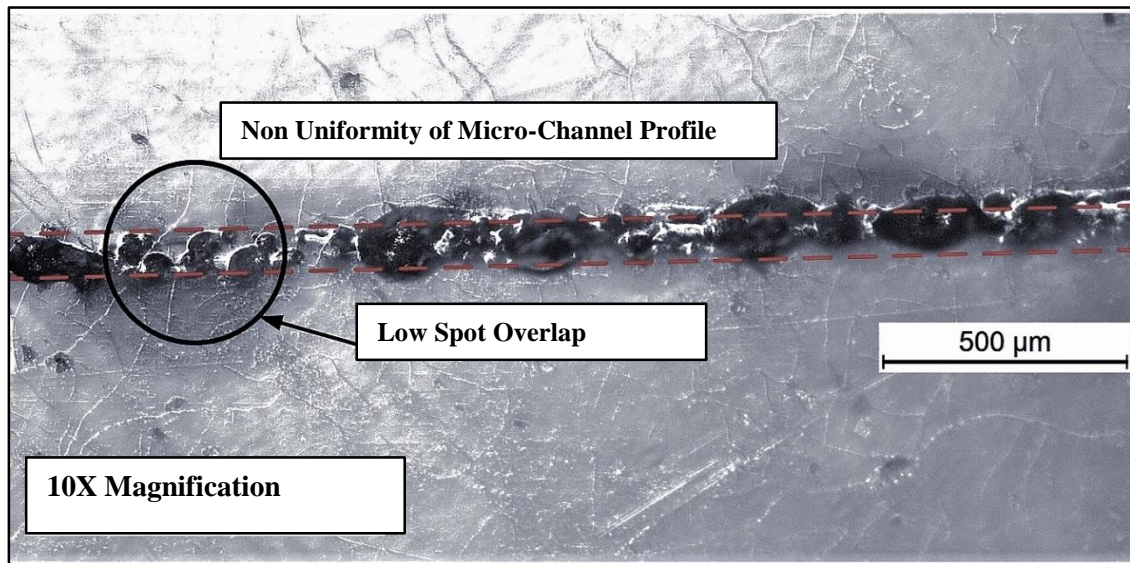 Non Uniformity of Micro-Channel Profile
Low Spot Overlap
500 µm
10X Magnification